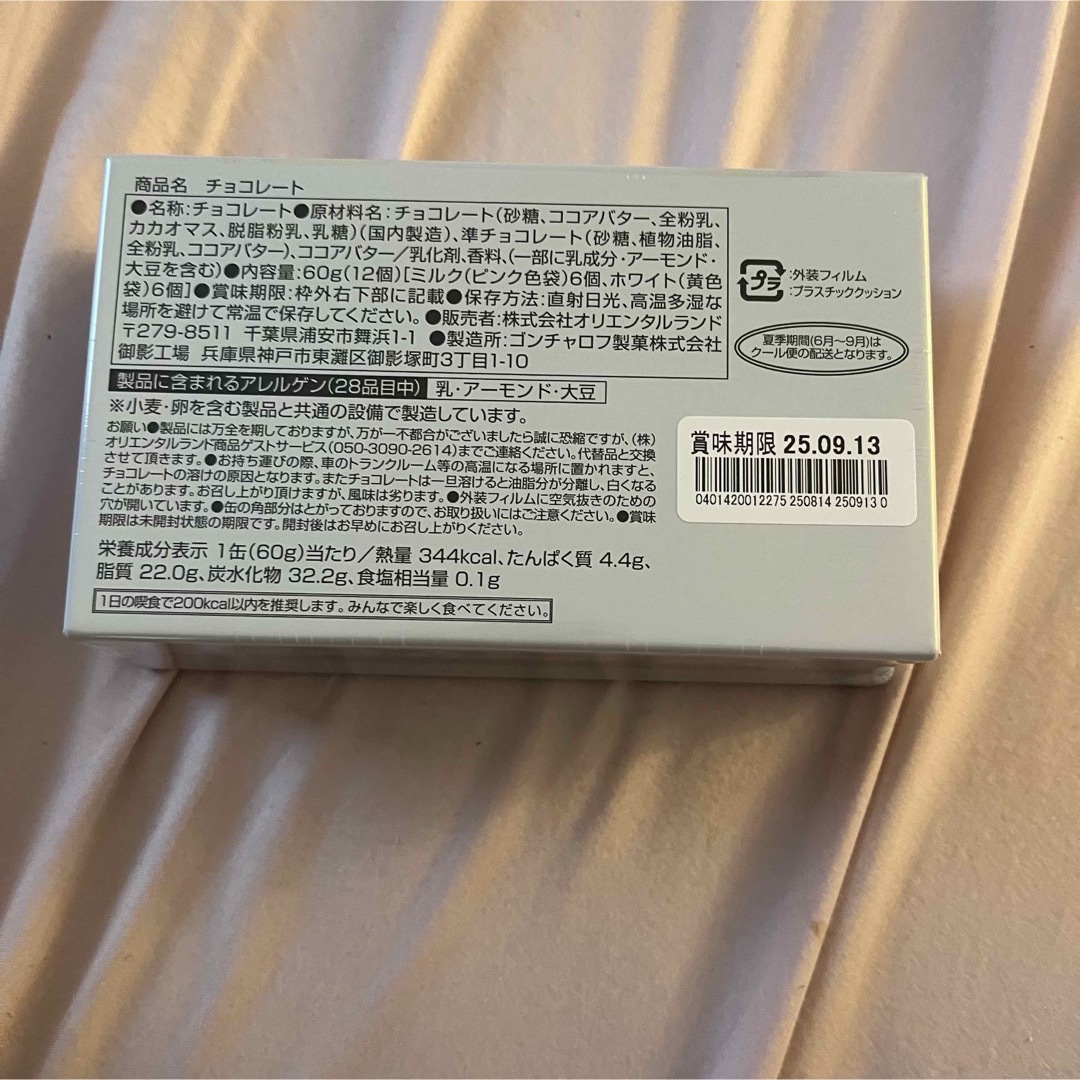 商品名 チョコレート
●名称:チョコレート●原材料名:チョコレート(砂糖、ココアバター、全粉乳、
カカオマス、脱脂粉乳、乳糖)(国内製造)、準チョコレート(砂糖、植物油脂、
全粉乳、ココアバター)、ココアバター/乳化剤、香料、(一部に乳成分・アーモンド・
大豆を含む)●内容量:60g(12個)[ミルク(ピンク色袋)6個、ホワイト(黄色
袋)6個]●賞味期限:枠外右下部に記載●保存方法:直射日光、高温多湿な
場所を避けて常温で保存してください。●販売者:株式会社オリエンタルランド
〒279-8511 千葉県浦安市舞浜1-1 ●製造所:ゴンチャロフ製菓株式会社
御影工場 兵庫県神戸市東灘区御影塚町3丁目1-10
製品に含まれるアレルゲン(28品目中) 乳・アーモンド・大豆
※小麦・卵を含む製品と共通の設備で製造しています。
お願い●製品には万全を期しておりますが、万が一不都合がございましたら誠に恐縮ですが、(株)
オリエンタルランド商品ゲストサービス(050-3090-2614)までご連絡ください。代替品と交換
させて頂きます。●お持ち運びの際、車のトランクルーム等の高温になる場所に置かれますと、
チョコレートの溶けの原因となります。またチョコレートは一旦溶けると油脂分が分離し、白くなる
ことがあります。お召し上がり頂けますが、風味は劣ります。●外装フィルムに空気抜きのための
穴が開いています。●缶の角部分はとがっておりますので、お取り扱いにはご注意ください。●賞味
期限は未開封状態の期限です。開封後はお早めにお召し上がりください。
栄養成分表示 1缶(60g)当たり/熱量 344kcal、たんぱく質 4.4g、
脂質 22.0g、炭水化物 32.2g、食塩相当量 0.1g
1日の喫食で200kcal以内を推奨します。みんなで楽しく食べてください。
プラ
:外装フィルム
:プラスチッククッション
夏季期間(6月～9月)は
クール便の配送となります。
賞味期限 25.09.13
0401420012275 250814 250913 0